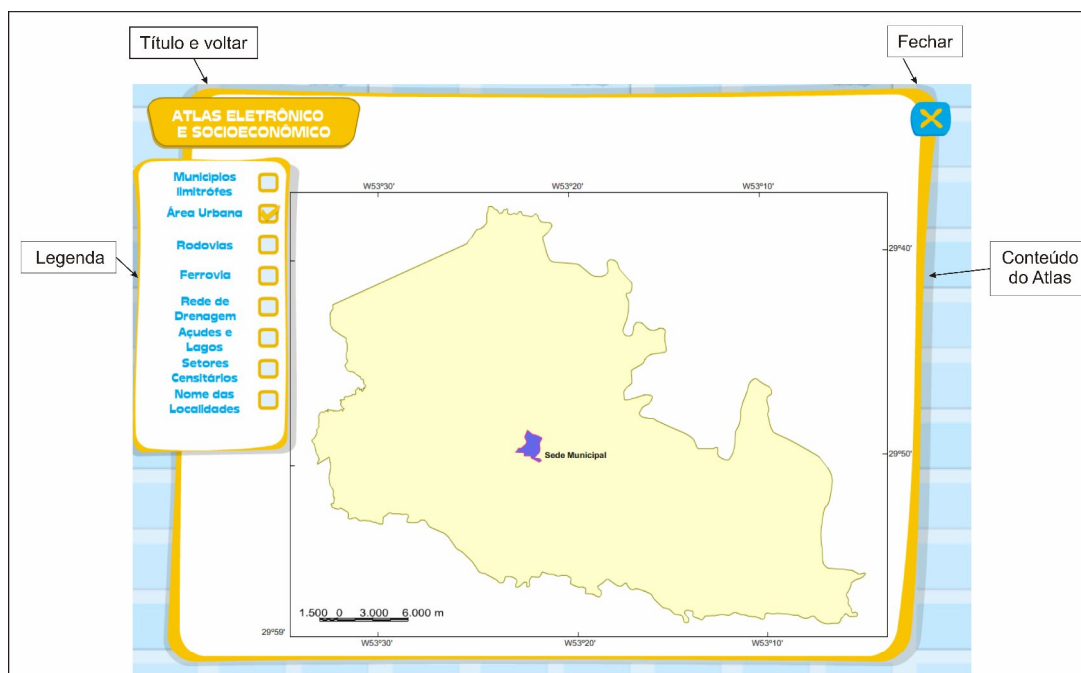 Título e voltar
Fechar
ATLAS ELETRÔNICO
E SOCIOECONÔMICO
Municípios
limitrófes
Área Urbana
Rodovias
Ferrovia
Rede de
Drenagem
Açudes e
Lagos
Setores
Censitários
Nome das
Localidades
Legenda
Conteúdo
do Atlas
W53°30'
W53°20'
W53°10'
29°40'
29°50'
Sede Municipal
1.500 0 3.000 6.000 m
29°59'
W53°30'
W53°20'
W53°10'